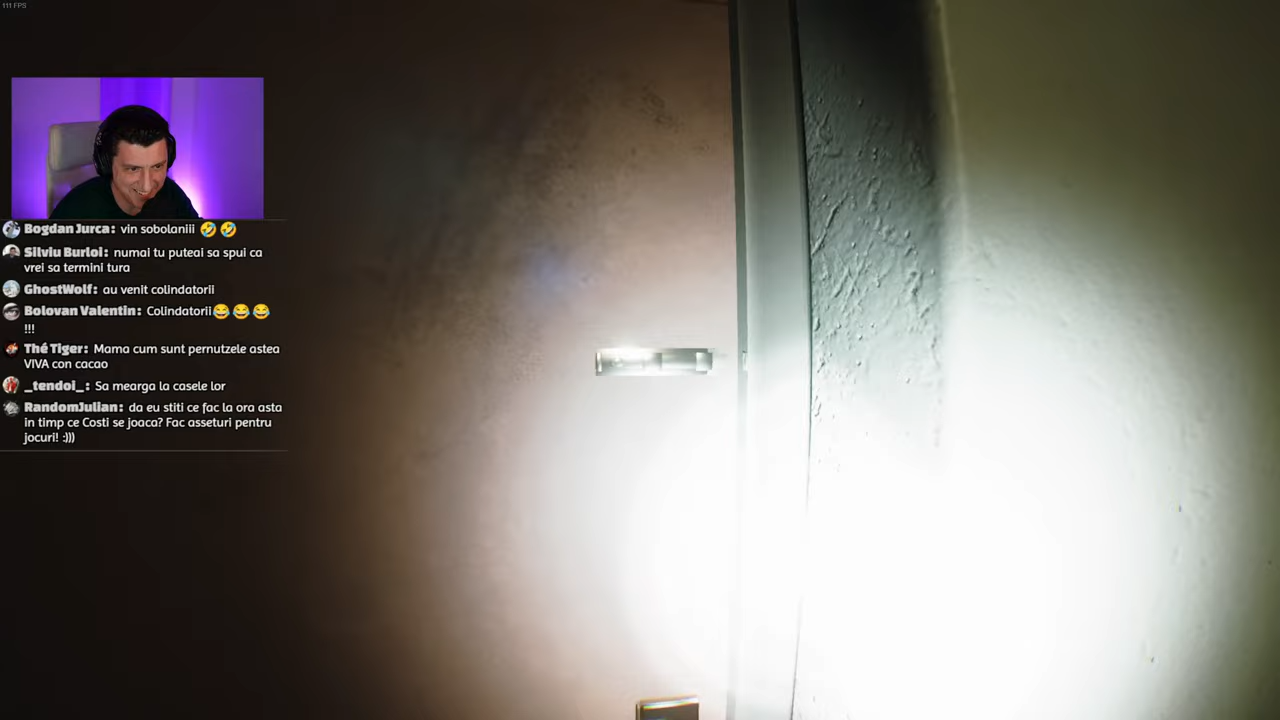 111 FPS
Bogdan Jurca: vin sobolaniii 🤣 🤣
Silviu Burloi: numai tu puteai sa spui ca
vrei sa termini tura
GhostWolf: au venit colindatorii
Bolovan Valentin: Colindatorii😂 😂 😂
!!!
Thé Tiger: Mama cum sunt pernutzele astea
VIVA con cacao
_tendoi_: Sa mearga la casele lor
RandomJulian: da eu stiti ce fac la ora asta
in timp ce Costi se joaca? Fac asseturi pentru
jocuri! :)))